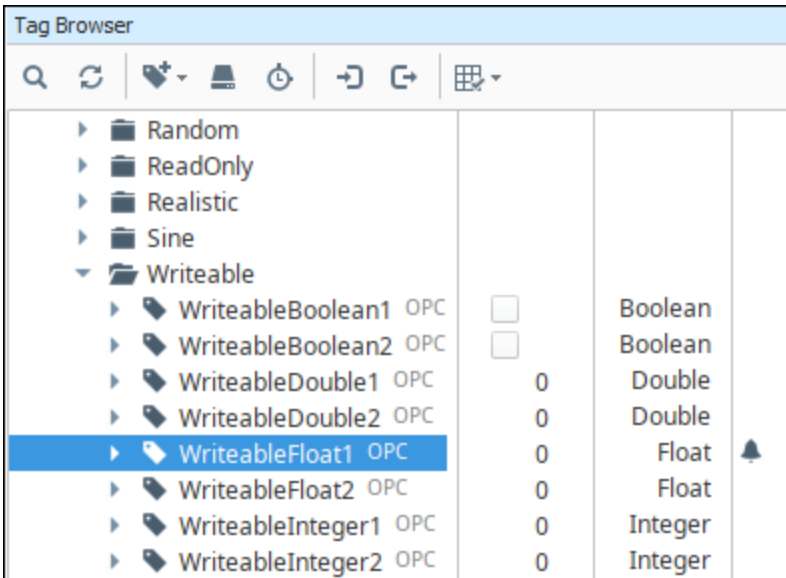 Tag Browser
Random
ReadOnly
Realistic
Sine
Writeable
WriteableBoolean1 OPC Boolean
WriteableBoolean2 OPC Boolean
WriteableDouble1 OPC 0 Double
WriteableDouble2 OPC 0 Double
WriteableFloat1 OPC 0 Float
WriteableFloat2 OPC 0 Float
WriteableInteger1 OPC 0 Integer
WriteableInteger2 OPC 0 Integer